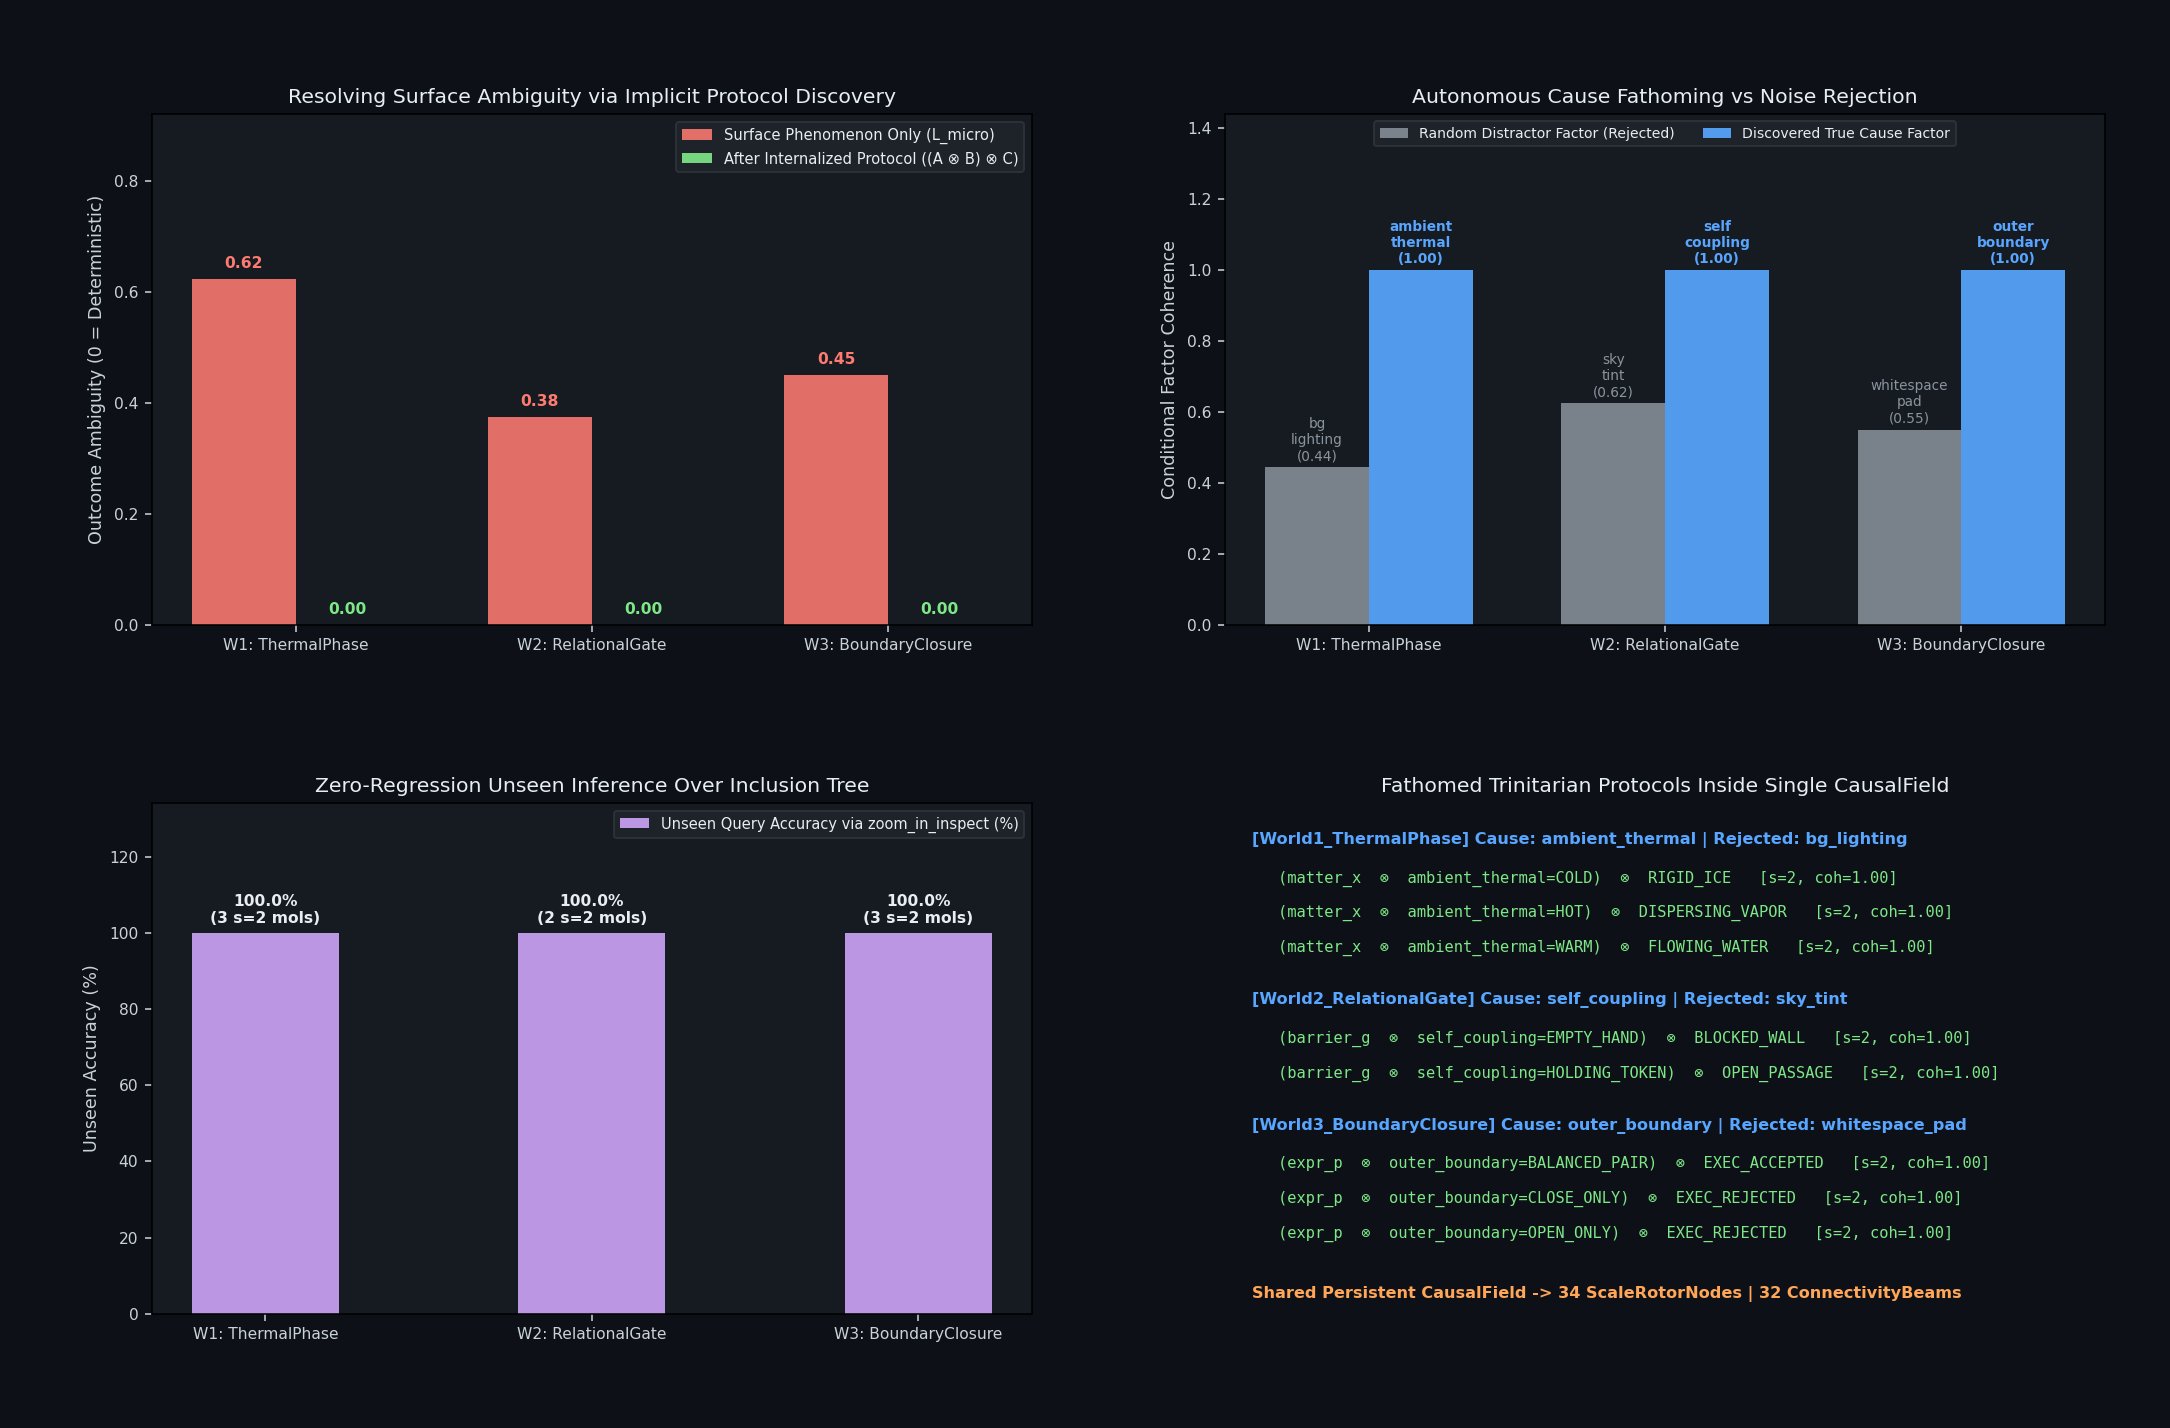 Resolving Surface Ambiguity via Implicit Protocol Discovery
Outcome Ambiguity (0 = Deterministic)
0.8
0.6
0.4
0.2
0.0
Surface Phenomenon Only (L_micro)
After Internalized Protocol ((A ⊗ B) ⊗ C)
0.62
0.00
0.38
0.00
0.45
0.00
W1: ThermalPhase
W2: RelationalGate
W3: BoundaryClosure
Autonomous Cause Fathoming vs Noise Rejection
Conditional Factor Coherence
1.4
1.2
1.0
0.8
0.6
0.4
0.2
0.0
Random Distractor Factor (Rejected)
Discovered True Cause Factor
bg
lighting
(0.44)
ambient
thermal
(1.00)
sky
tint
(0.62)
self
coupling
(1.00)
whitespace
pad
(0.55)
outer
boundary
(1.00)
W1: ThermalPhase
W2: RelationalGate
W3: BoundaryClosure
Zero-Regression Unseen Inference Over Inclusion Tree
Unseen Accuracy (%)
120
100
80
60
40
20
0
Unseen Query Accuracy via zoom_in_inspect (%)
100.0%
(3 s=2 mols)
100.0%
(2 s=2 mols)
100.0%
(3 s=2 mols)
W1: ThermalPhase
W2: RelationalGate
W3: BoundaryClosure
Fathomed Trinitarian Protocols Inside Single CausalField
[World1_ThermalPhase] Cause: ambient_thermal | Rejected: bg_lighting
(matter_x ⊗ ambient_thermal=COLD) ⊗ RIGID_ICE [s=2, coh=1.00]
(matter_x ⊗ ambient_thermal=HOT) ⊗ DISPERSING_VAPOR [s=2, coh=1.00]
(matter_x ⊗ ambient_thermal=WARM) ⊗ FLOWING_WATER [s=2, coh=1.00]
[World2_RelationalGate] Cause: self_coupling | Rejected: sky_tint
(barrier_g ⊗ self_coupling=EMPTY_HAND) ⊗ BLOCKED_WALL [s=2, coh=1.00]
(barrier_g ⊗ self_coupling=HOLDING_TOKEN) ⊗ OPEN_PASSAGE [s=2, coh=1.00]
[World3_BoundaryClosure] Cause: outer_boundary | Rejected: whitespace_pad
(expr_p ⊗ outer_boundary=BALANCED_PAIR) ⊗ EXEC_ACCEPTED [s=2, coh=1.00]
(expr_p ⊗ outer_boundary=CLOSE_ONLY) ⊗ EXEC_REJECTED [s=2, coh=1.00]
(expr_p ⊗ outer_boundary=OPEN_ONLY) ⊗ EXEC_REJECTED [s=2, coh=1.00]
Shared Persistent CausalField -> 34 ScaleRotorNodes | 32 ConnectivityBeams